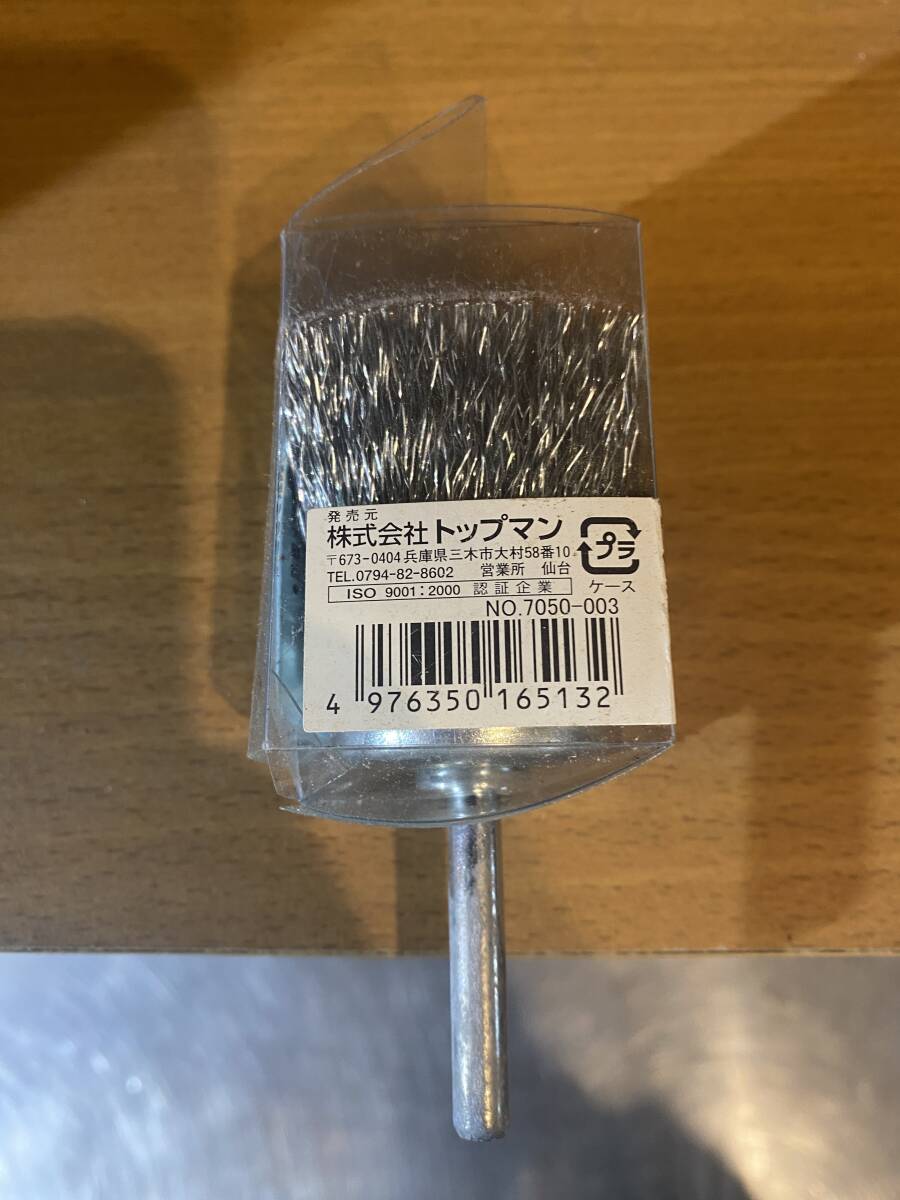 発売元
株式会社トップマン
〒673-0404 兵庫県三木市大村58番10
TEL.0794-82-8602 営業所 仙台
ISO 9001:2000 認証企業
プラ
ケース
NO.7050-003
4 976350 165132